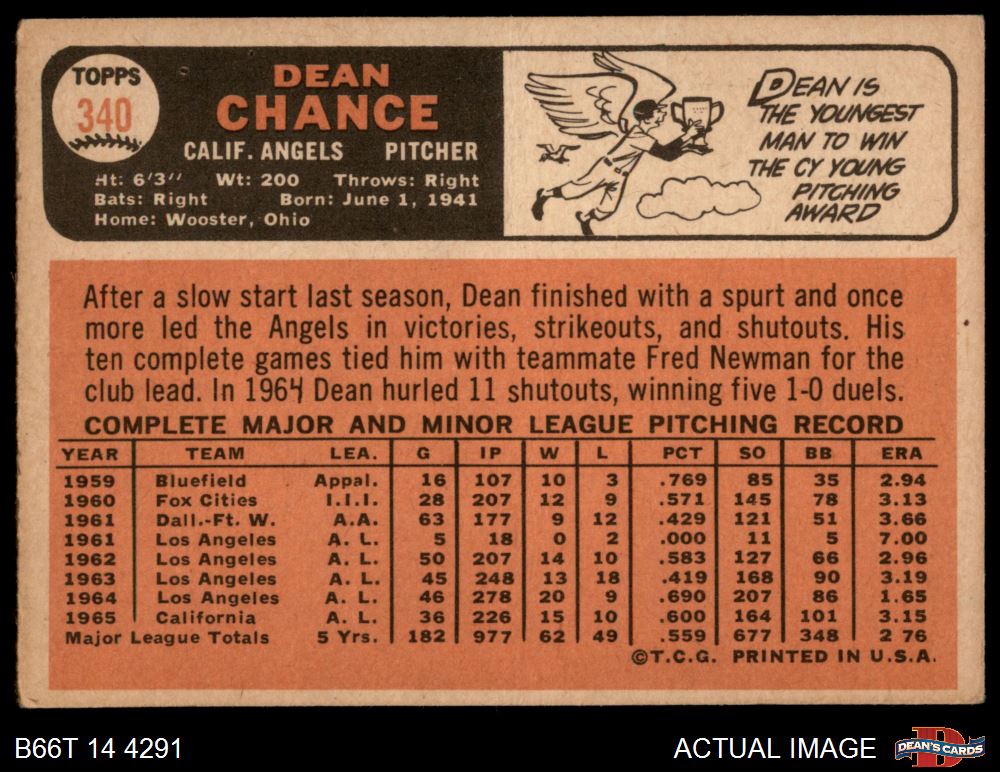 TOPPS
340
DEAN
CHANCE
CALIF. ANGELS PITCHER
Ht: 6'3" Wt: 200 Throws: Right
Bats: Right Born: June 1, 1941
Home: Wooster, Ohio
DEAN IS
THE YOUNGEST
MAN TO WIN
THE CY YOUNG
PITCHING
AWARD
After a slow start last season, Dean finished with a spurt and once
more led the Angels in victories, strikeouts, and shutouts. His
ten complete games tied him with teammate Fred Newman for the
club lead. In 1964 Dean hurled 11 shutouts, winning five 1-0 duels.
COMPLETE MAJOR AND MINOR LEAGUE PITCHING RECORD
YEAR TEAM LEA. G IP W L PCT SO BB ERA
1959 Bluefield Appal. 16 107 10 3 .769 85 35 2.94
1960 Fox Cities I.I.I. 28 207 12 9 .571 145 78 3.13
1961 Dall.-Ft. W. A.A. 63 177 9 12 .429 121 51 3.66
1961 Los Angeles A. L. 5 18 0 2 .000 11 5 7.00
1962 Los Angeles A. L. 50 207 14 10 .583 127 66 2.96
1963 Los Angeles A. L. 45 248 13 18 .419 168 90 3.19
1964 Los Angeles A. L. 46 278 20 9 .690 207 86 1.65
1965 California A. L. 36 226 15 10 .600 164 101 3.15
Major League Totals 5 Yrs. 182 977 62 49 .559 677 348 2 76
©T.C.G. PRINTED IN U.S.A.
B66T 14 4291
ACTUAL IMAGE
DEAN'S CARDS